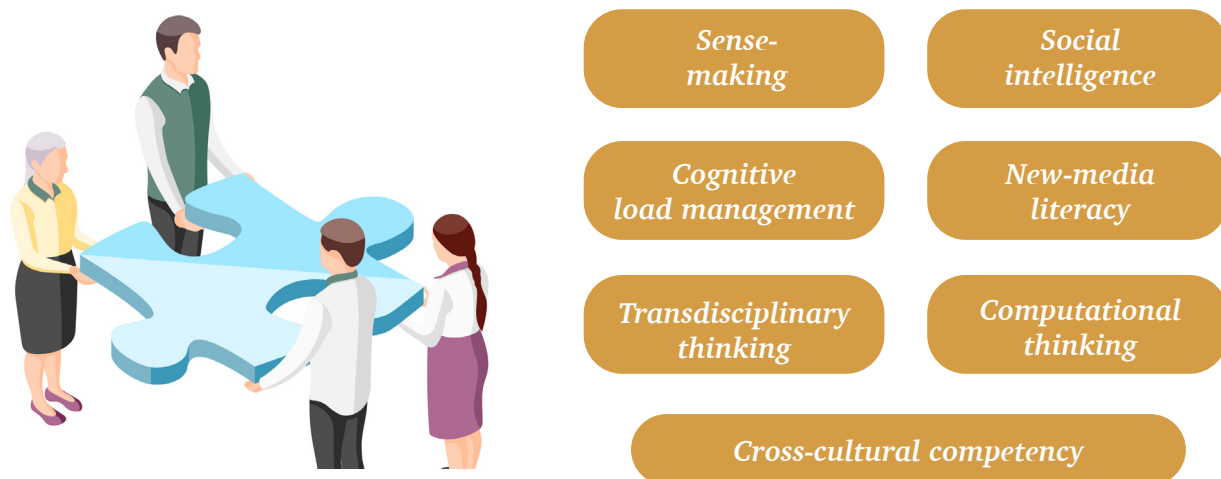 Sense-
making
Social
intelligence
Cognitive
load management
New-media
literacy
Transdisciplinary
thinking
Computational
thinking
Cross-cultural competency